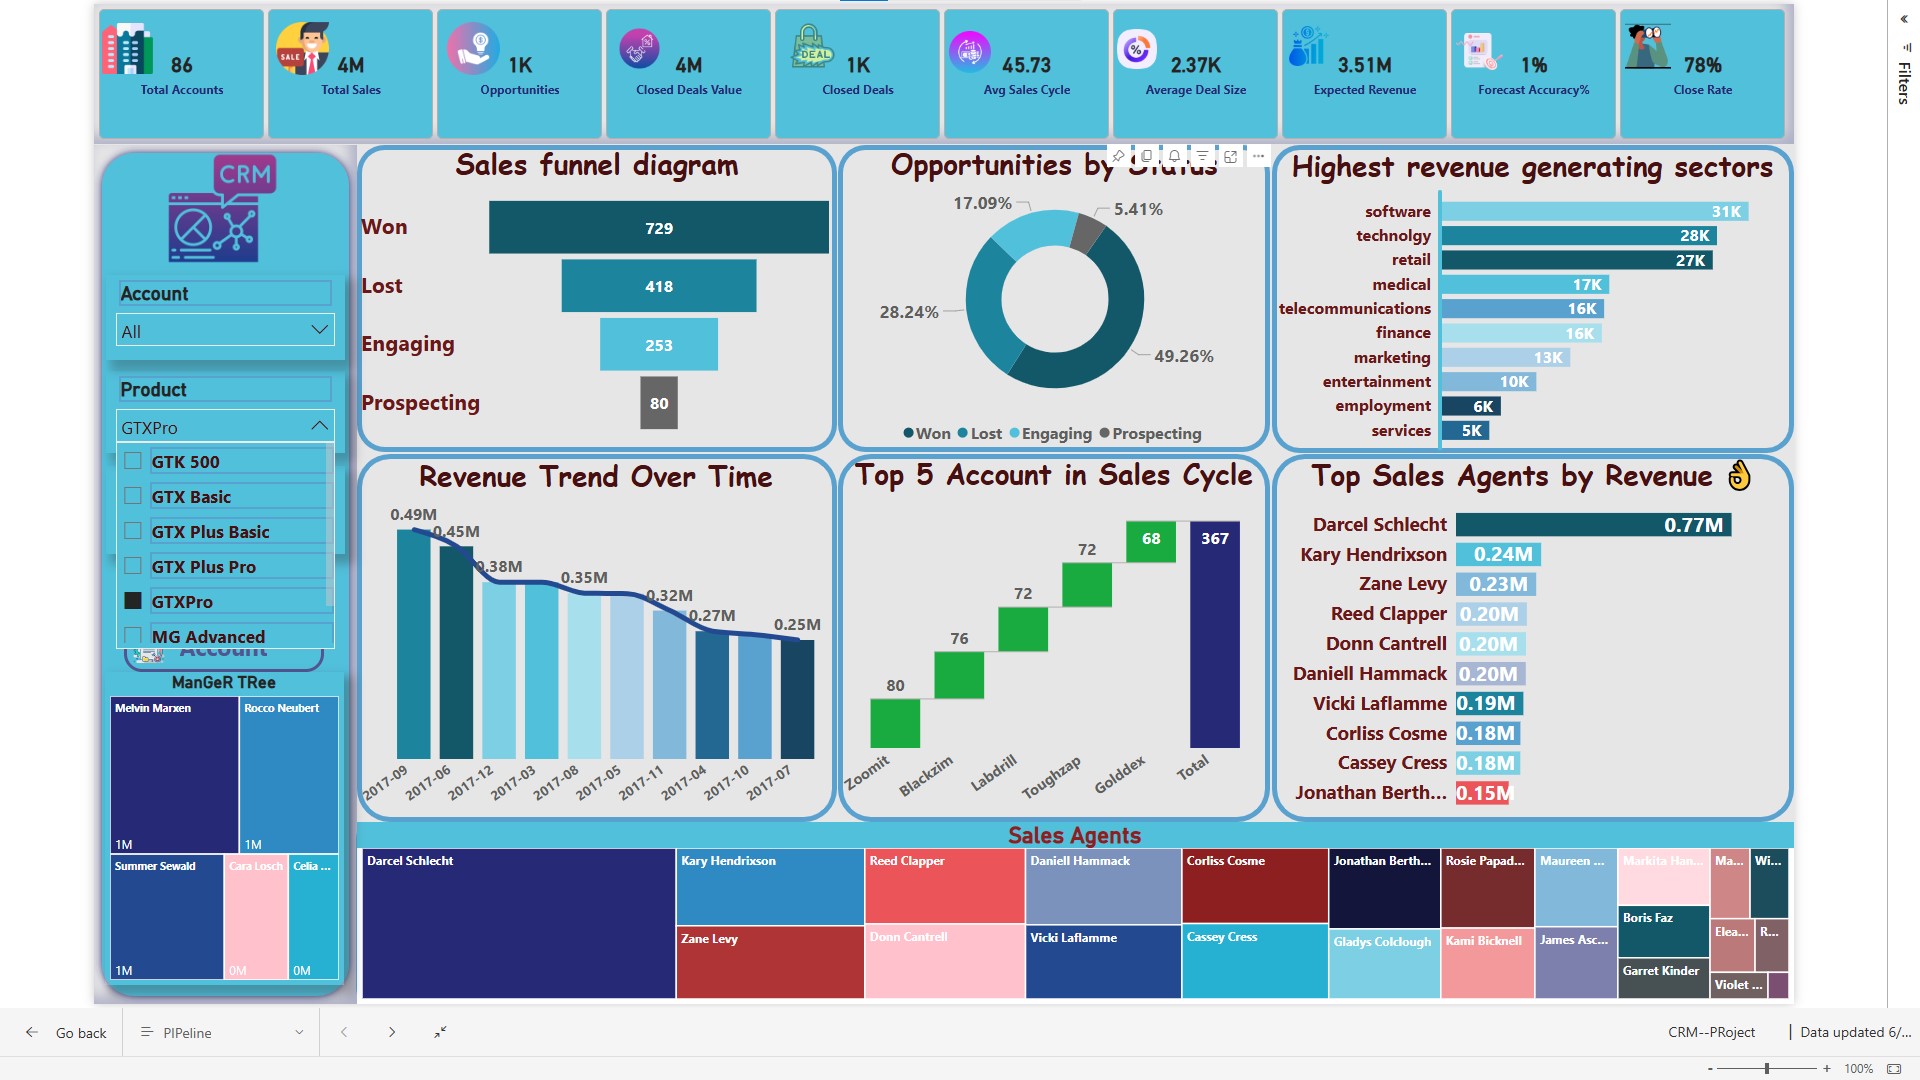 86
Total Accounts
SALE
4M
Total Sales
1K
Opportunities
4M
Closed Deals Value
DEAL
1K
Closed Deals
45.73
Avg Sales Cycle
%
2.37K
Average Deal Size
3.51M
Expected Revenue
1%
Forecast Accuracy%
78%
Close Rate
Filters
CRM
Account
All
Product
GTXPro
GTK 500
GTX Basic
GTX Plus Basic
GTX Plus Pro
GTXPro
MG Advanced
Account
ManGeR TRee
Melvin Marxen
1M
Rocco Neubert
1M
Summer Sewald
1M
Cara Losch
0M
Celia ...
0M
Sales funnel diagram
Won
729
Lost
418
Engaging
253
Prospecting
80
Opportunities by Status
17.09%
5.41%
28.24%
49.26%
Won Lost Engaging Prospecting
Highest revenue generating sectors
software 31K
technolgy 28K
retail 27K
medical 17K
telecommunications 16K
finance 16K
marketing 13K
entertainment 10K
employment 6K
services 5K
Revenue Trend Over Time
0.49M
0.45M
0.38M
0.35M
0.32M
0.27M
0.25M
2017-09
2017-06
2017-12
2017-03
2017-08
2017-05
2017-11
2017-04
2017-10
2017-07
Top 5 Account in Sales Cycle
80
76
72
72
68
367
Zoomit
Blackzim
Labdrill
Toughzap
Golddex
Total
Top Sales Agents by Revenue 👌
Darcel Schlecht 0.77M
Kary Hendrixson 0.24M
Zane Levy 0.23M
Reed Clapper 0.20M
Donn Cantrell 0.20M
Daniell Hammack 0.20M
Vicki Laflamme 0.19M
Corliss Cosme 0.18M
Cassey Cress 0.18M
Jonathan Berth... 0.15M
Sales Agents
Darcel Schlecht
Kary Hendrixson
Zane Levy
Reed Clapper
Donn Cantrell
Daniell Hammack
Vicki Laflamme
Corliss Cosme
Cassey Cress
Jonathan Berth...
Gladys Colclough
Rosie Papad...
Kami Bicknell
Maureen ...
James Asc...
Markita Han...
Boris Faz
Garret Kinder
Ma...
Wi...
Elea...
R...
Violet ...
Go back
PIPeline
CRM--PRoject
Data updated 6/...
- + 100%